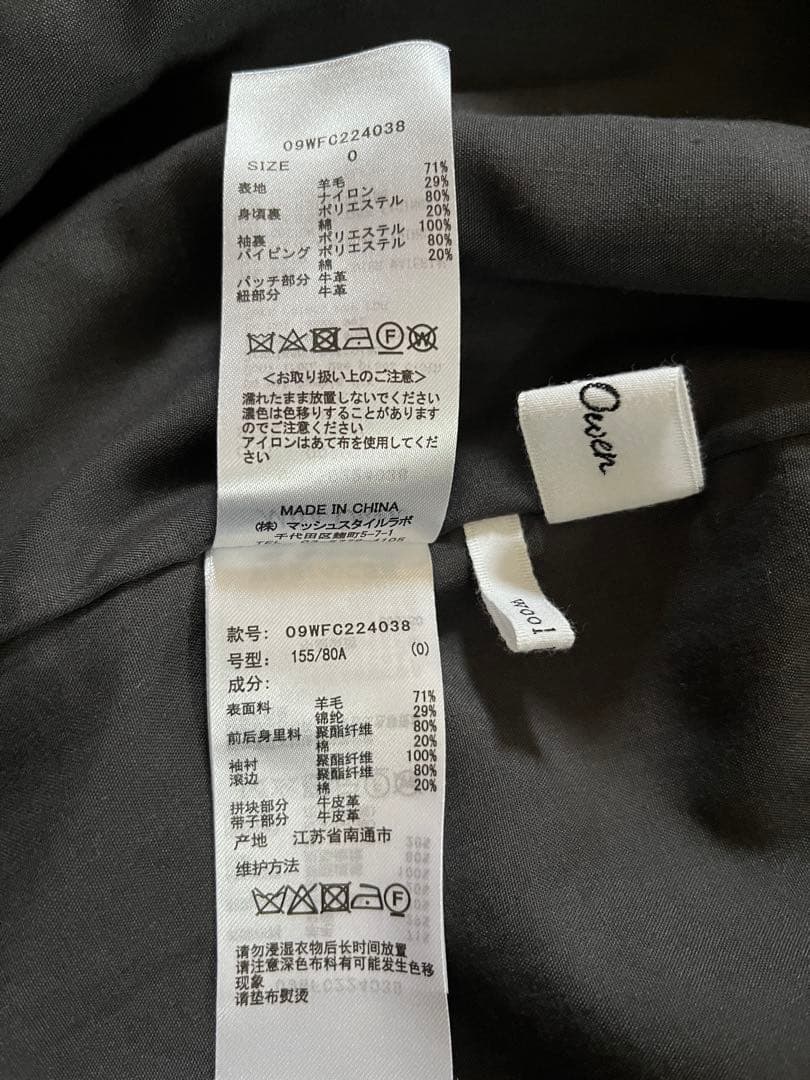 09WFC224038
SIZE 0
表地 羊毛 71%
ナイロン 29%
身頃裏 ポリエステル 80%
綿 20%
袖裏 ポリエステル 100%
パイピング ポリエステル 80%
綿 20%
パッチ部分 牛革
紐部分 牛革
F W
<お取り扱い上のご注意>
濡れたまま放置しないでください
濃色は色移りすることがあります
のでご注意ください
アイロンはあて布を使用してくだ
さい
MADE IN CHINA
(株) マッシュスタイルラボ
千代田区麹町5-7-1
Owen
wool
款号: 09WFC224038
号型: 155/80A (0)
成分:
表面料 羊毛 71%
锦纶 29%
前后身里料 聚酯纤维 80%
棉 20%
袖衬 聚酯纤维 100%
滚边 聚酯纤维 80%
棉 20%
拼块部分 牛皮革
带子部分 牛皮革
产地 江苏省南通市
维护方法
F
请勿浸湿衣物后长时间放置
请注意深色布料有可能发生色移
现象
请垫布熨烫